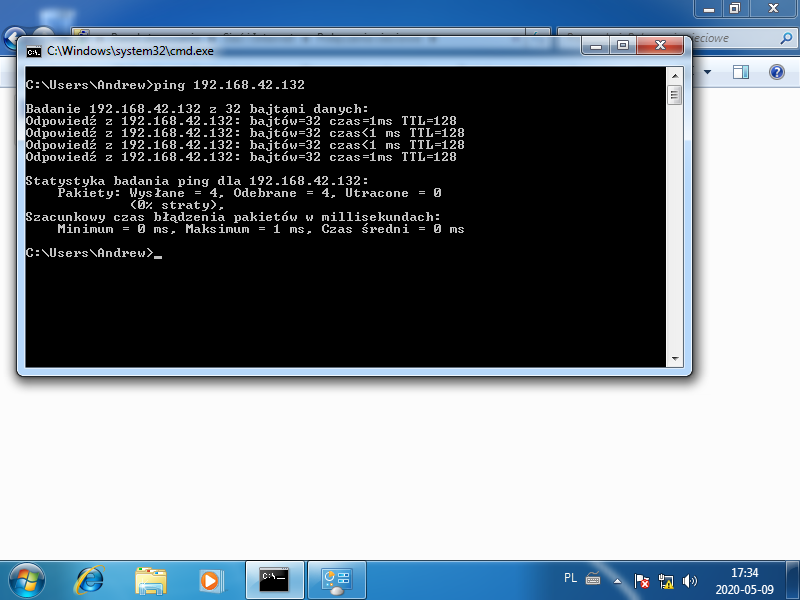 C:\Windows\system32\cmd.exe
C:\Users\Andrew>ping 192.168.42.132
Badanie 192.168.42.132 z 32 bajtami danych:
Odpowiedź z 192.168.42.132: bajtów=32 czas=1ms TTL=128
Odpowiedź z 192.168.42.132: bajtów=32 czas<1 ms TTL=128
Odpowiedź z 192.168.42.132: bajtów=32 czas<1 ms TTL=128
Odpowiedź z 192.168.42.132: bajtów=32 czas=1ms TTL=128
Statystyka badania ping dla 192.168.42.132:
Pakiety: Wysłane = 4, Odebrane = 4, Utracone = 0
(0% straty),
Szacunkowy czas błądzenia pakietów w millisekundach:
Minimum = 0 ms, Maksimum = 1 ms, Czas średni = 0 ms
C:\Users\Andrew>_
PL
17:34
2020-05-09